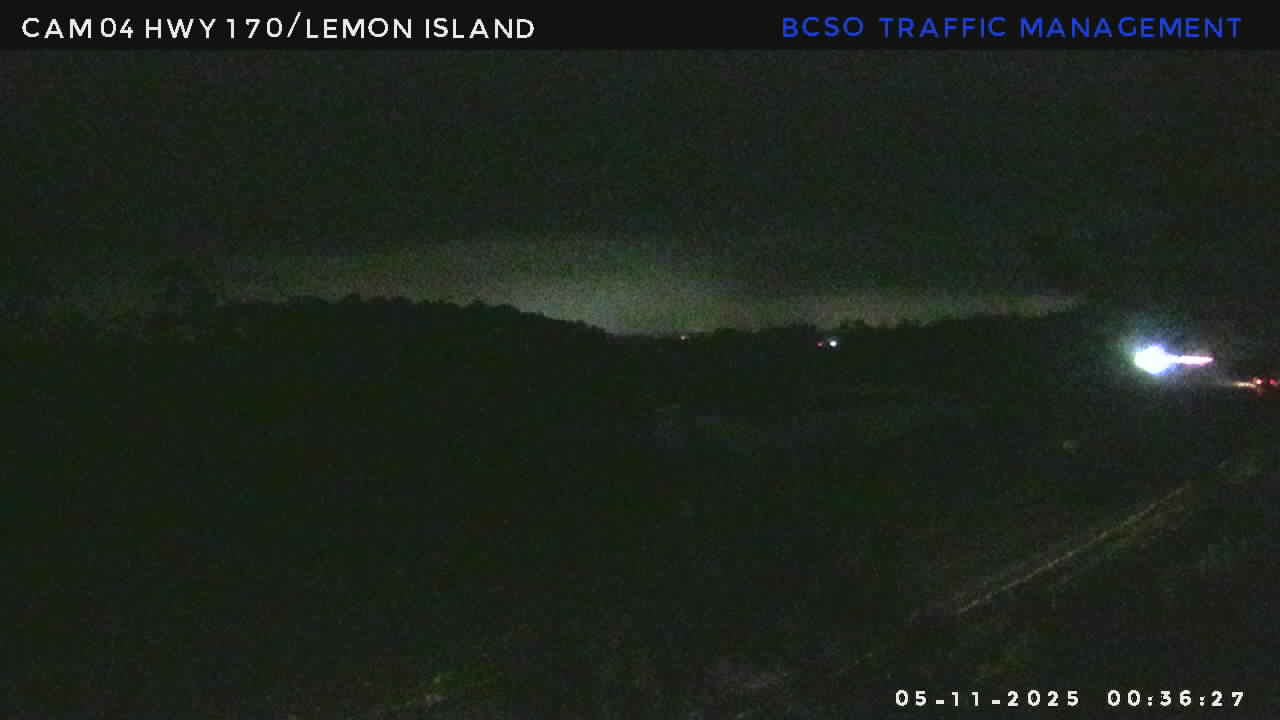 CAM04 HWY 170/LEMON ISLAND
BCSO TRAFFIC MANAGEMENT
05-11-2025 00:36:27